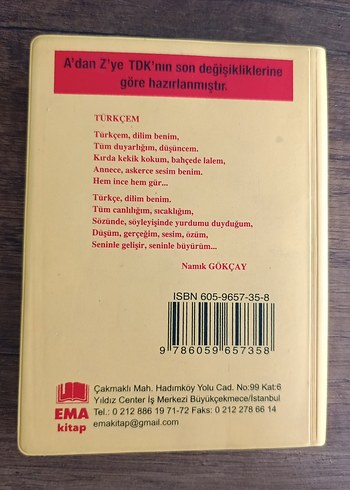 A'dan Z'ye TDK'nın son değişikliklerine
göre hazırlanmıştır.
TÜRKÇEM
Türkçem, dilim benim,
Tüm duyarlığım, düşüncem.
Kırda kekik kokum, bahçede lalem,
Annece, askerce sesim benim.
Hem ince hem gür...
Türkçe, dilim benim.
Tüm canlılığım, sıcaklığım,
Sözünde, söyleyişinde yurdumu duyduğum,
Düşüm, gerçeğim, sesim, özüm,
Seninle gelişir, seninle büyürüm...
Namık GÖKÇAY
ISBN 605-9657-35-8
9 786059 657358
EMA
kitap
Çakmaklı Mah. Hadımköy Yolu Cad. No:99 Kat:6
Yıldız Center İş Merkezi Büyükçekmece/İstanbul
Tel.: 0 212 886 19 71-72 Faks: 0 212 278 66 14
emakitap@gmail.com